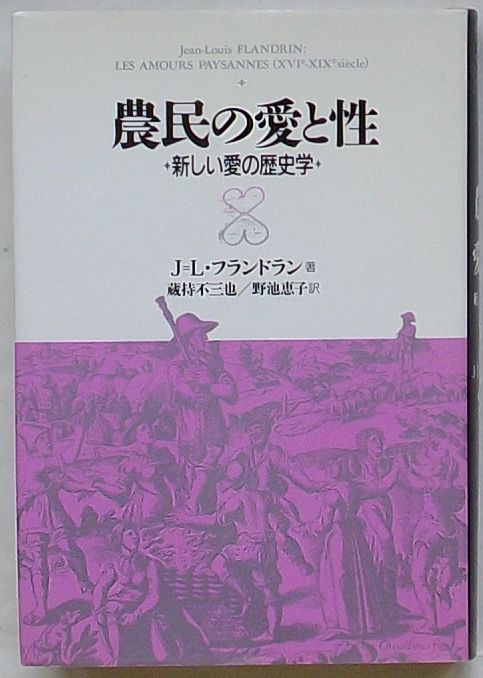 Jean-Louis FLANDRIN:
LES AMOURS PAYSANNES (XVIᵉ-XIXᵉ siècle)
農民の愛と性
新しい愛の歴史学
J=L・フランドラン 著
蔵持不三也／野池恵子 訳